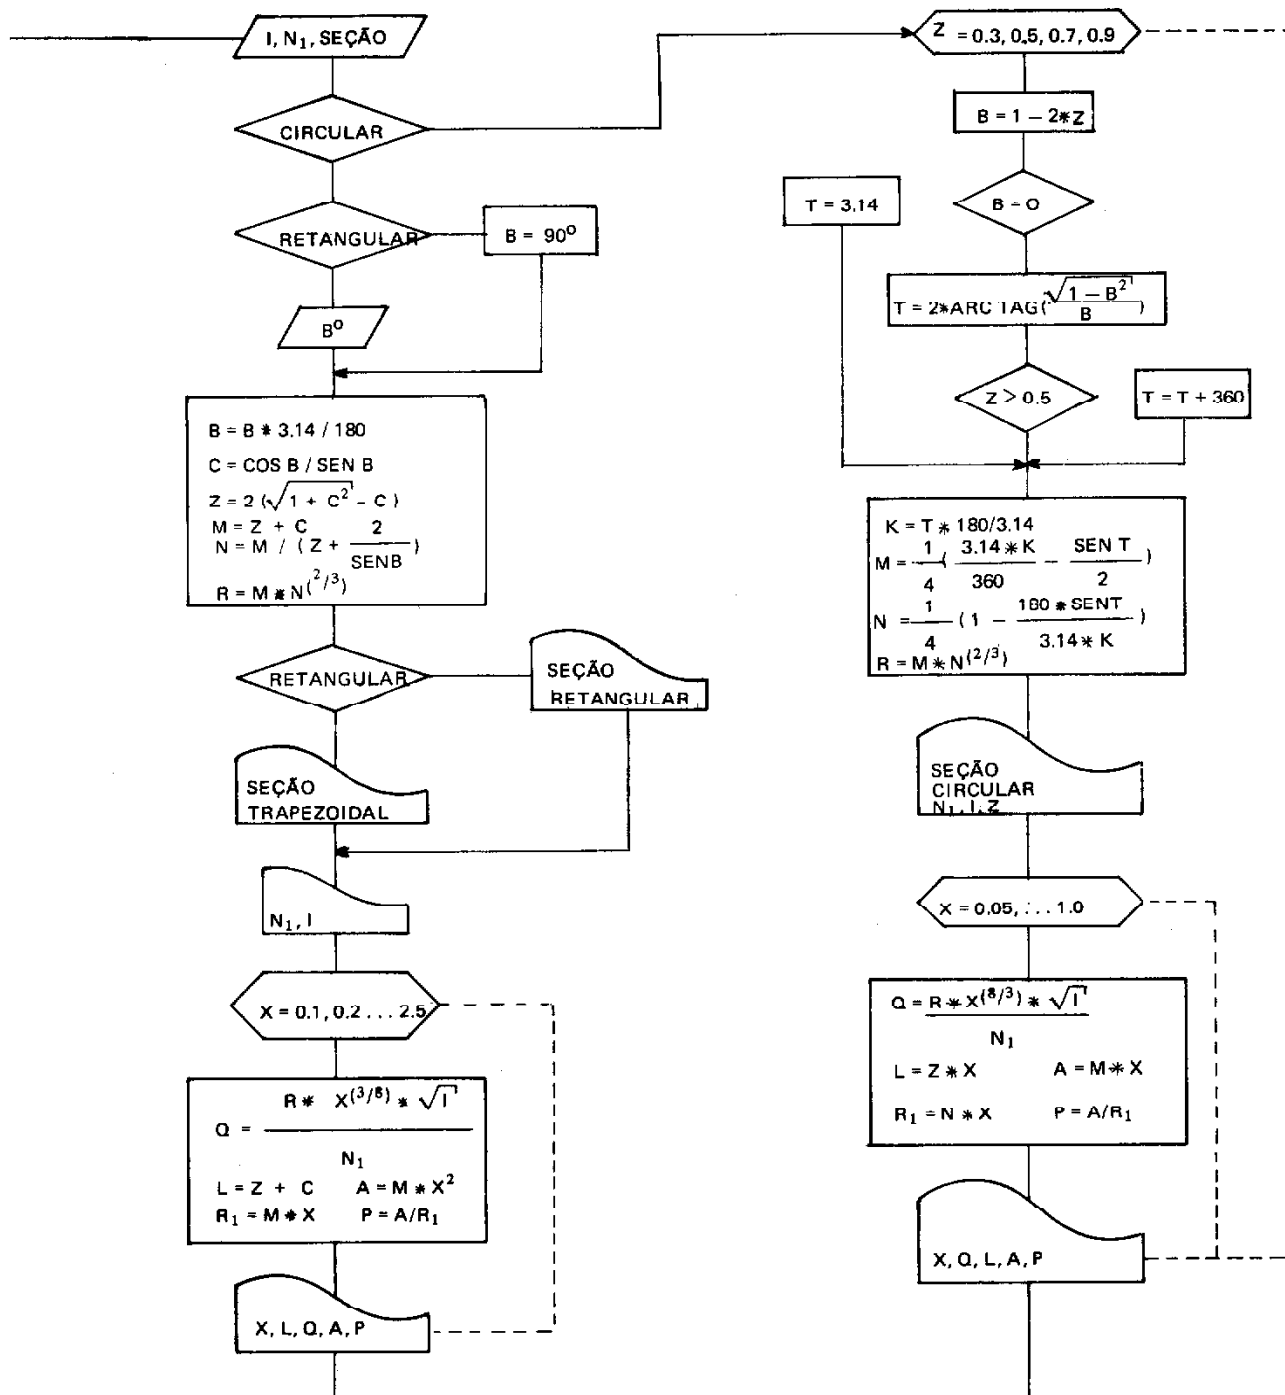 I, N₁, SEÇÃO
CIRCULAR
RETANGULAR
B = 90⁰
B⁰
B = B * 3.14 / 180
C = COS B / SEN B
Z = 2 (√1 + C² - C)
M = Z + C
N = M / (Z + 2/SENB)
R = M * N^(2/3)
RETANGULAR
SEÇÃO
RETANGULAR
SEÇÃO
TRAPEZOIDAL
N₁, I
X = 0.1, 0.2 . . . 2.5
Q = R * X^(3/8) * √I / N₁
L = Z + C A = M * X²
R₁ = M * X P = A/R₁
X, L, Q, A, P
Z = 0.3, 0.5, 0.7, 0.9
B = 1 – 2*Z
B = O
T = 3.14
T = 2*ARC TAG(√1 – B²/B)
Z > 0.5
T = T + 360
K = T * 180/3.14
M = 1/4 (3.14 * K/360 – SEN T/2)
N = 1/4 (1 – 180 * SENT/3.14 * K)
R = M * N^(2/3)
SEÇÃO
CIRCULAR
N₁, I, Z
X = 0.05, . . . 1.0
Q = R * X^(8/3) * √I / N₁
L = Z * X A = M * X
R₁ = N * X P = A/R₁
X, Q, L, A, P